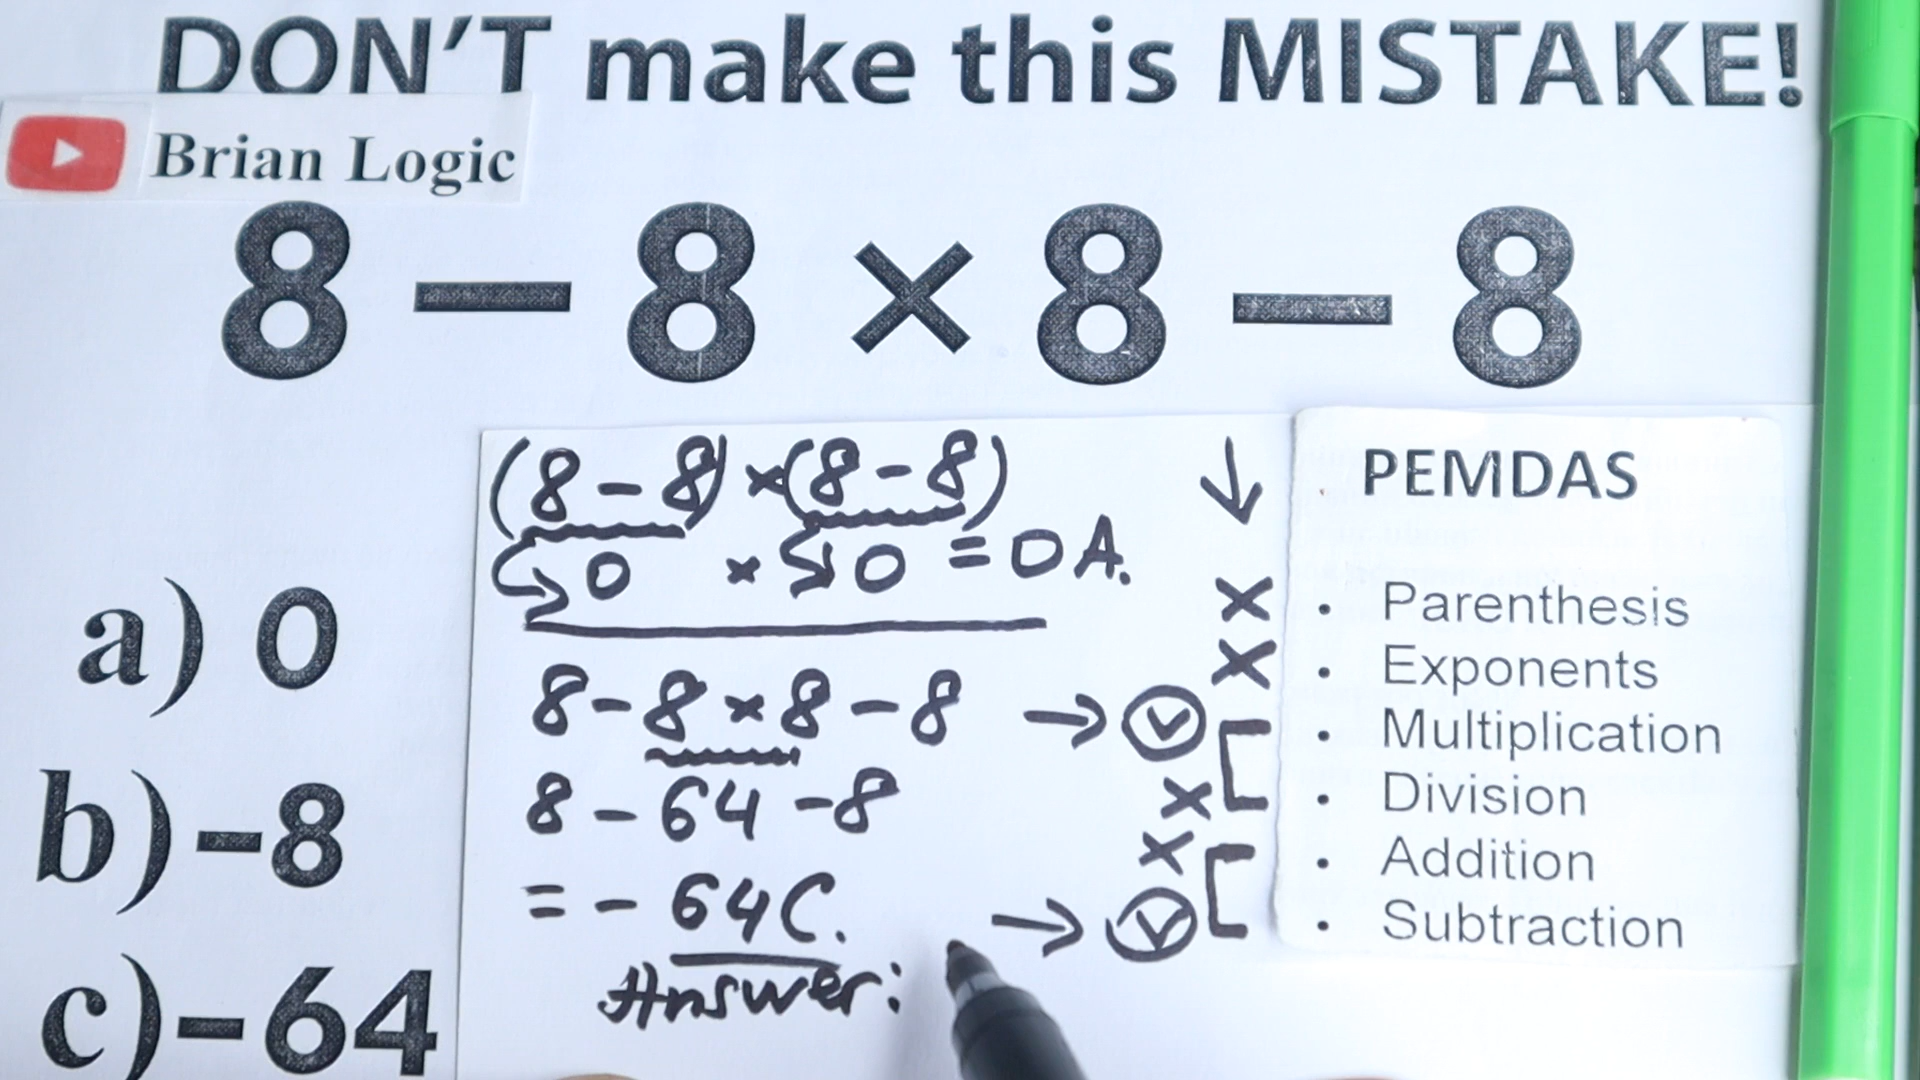 DON'T make this MISTAKE!
Brian Logic
8 – 8 × 8 – 8
(8 - 8) × (8 - 8)
0 × 0 = 0 A.
8 - 8 × 8 - 8
8 - 64 - 8
= - 64 C.
Answer:
a) 0
b) -8
c) -64
PEMDAS
• Parenthesis
• Exponents
• Multiplication
• Division
• Addition
• Subtraction